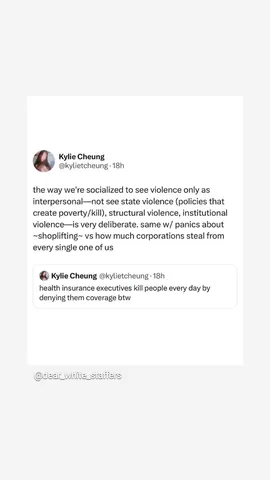 Kylie Cheung
@kylietcheung · 18h
the way we're socialized to see violence only as
interpersonal—not see state violence (policies that
create poverty/kill), structural violence, institutional
violence—is very deliberate. same w/ panics about
~shoplifting~ vs how much corporations steal from
every single one of us
Kylie Cheung @kylietcheung · 18h
health insurance executives kill people every day by
denying them coverage btw
@dear_white_staffers